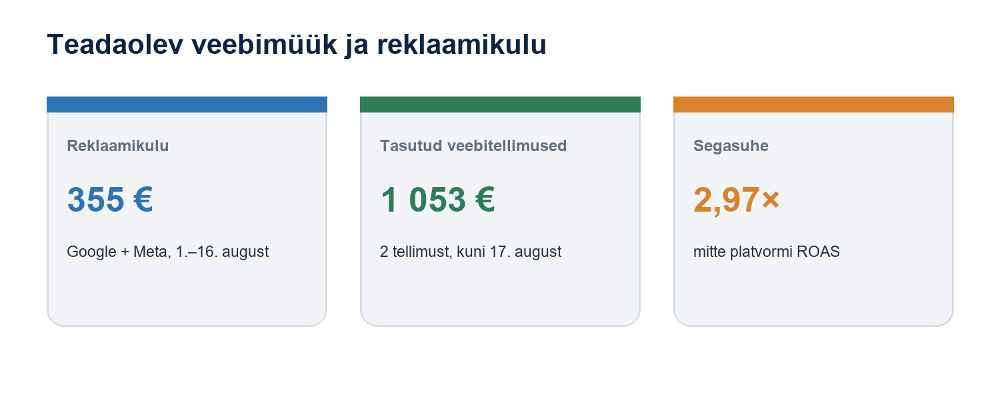 Teadaolev veebimüük ja reklaamikulu
Reklaamikulu
355 €
Google + Meta, 1.–16. august
Tasutud veebitellimused
1 053 €
2 tellimust, kuni 17. august
Segasuhe
2,97×
mitte platvormi ROAS